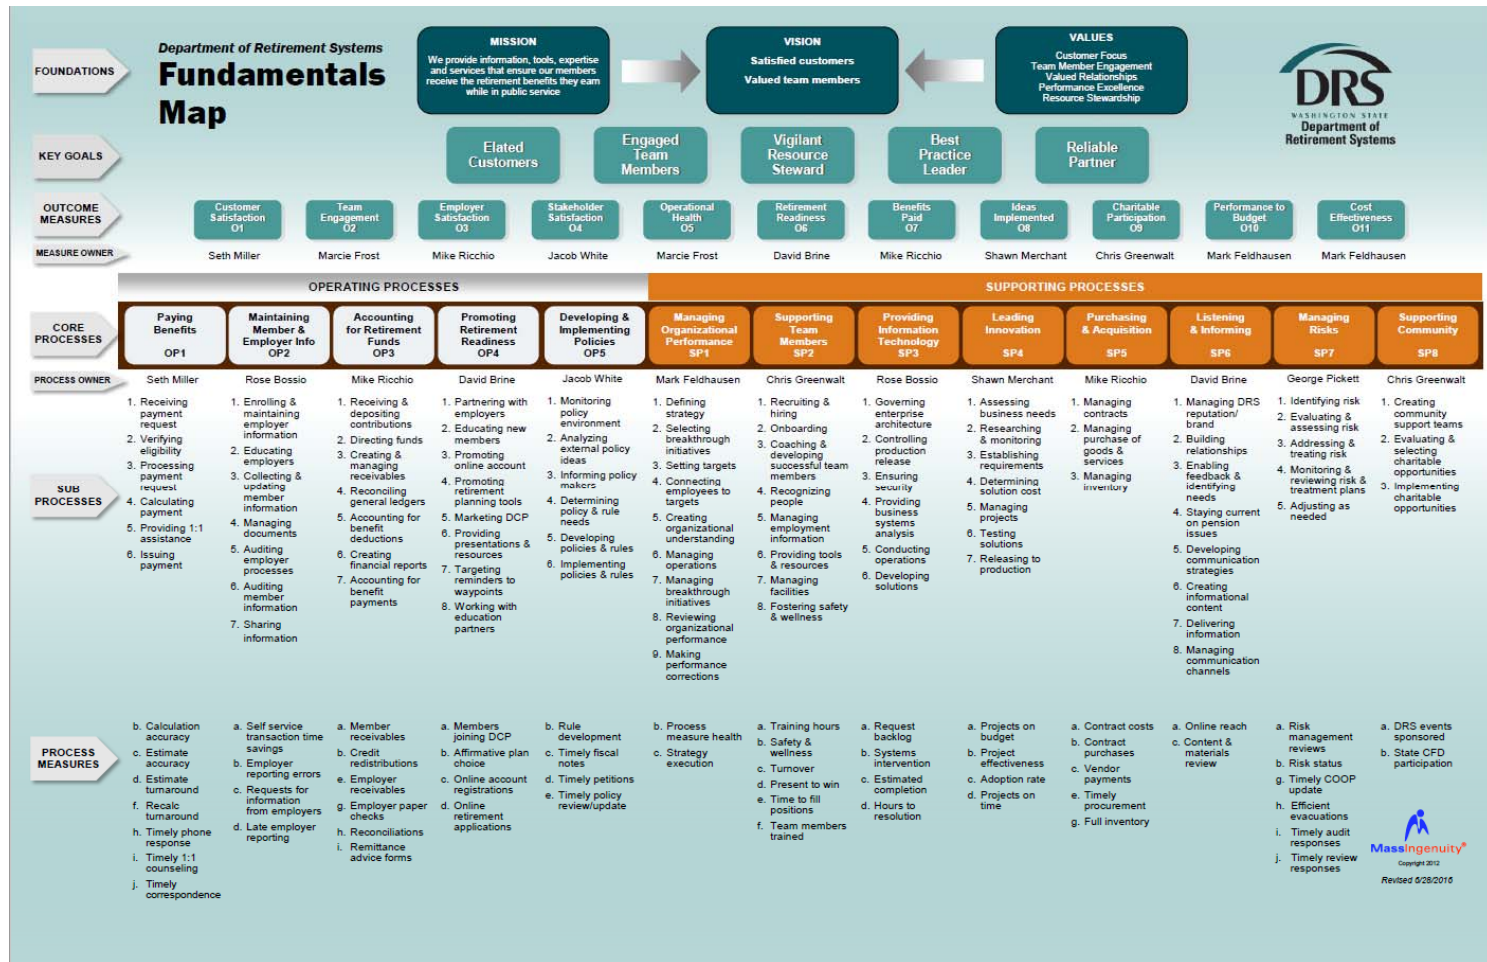 Department of Retirement Systems
Fundamentals
Map
FOUNDATIONS
MISSION
We provide information, tools, expertise
and services that ensure our members
receive the retirement benefits they earn
while in public service
VISION
Satisfied customers
Valued team members
VALUES
Customer Focus
Team Member Engagement
Valued Relationships
Performance Excellence
Resource Stewardship
DRS
WASHINGTON STATE
Department of
Retirement Systems
KEY GOALS
Elated
Customers
Engaged
Team
Members
Vigilant
Resource
Steward
Best
Practice
Leader
Reliable
Partner
OUTCOME
MEASURES
Customer
Satisfaction
O1
Team
Engagement
O2
Employer
Satisfaction
O3
Stakeholder
Satisfaction
O4
Operational
Health
O5
Retirement
Readiness
O6
Benefits
Paid
O7
Ideas
Implemented
O8
Charitable
Participation
O9
Performance to
Budget
O10
Cost
Effectiveness
O11
MEASURE OWNER
Seth Miller
Marcie Frost
Mike Ricchio
Jacob White
Marcie Frost
David Brine
Mike Ricchio
Shawn Merchant
Chris Greenwalt
Mark Feldhausen
Mark Feldhausen
OPERATING PROCESSES
SUPPORTING PROCESSES
CORE
PROCESSES
Paying
Benefits
OP1
Maintaining
Member &
Employer Info
OP2
Accounting
for Retirement
Funds
OP3
Promoting
Retirement
Readiness
OP4
Developing &
Implementing
Policies
OP5
Managing
Organizational
Performance
SP1
Supporting
Team
Members
SP2
Providing
Information
Technology
SP3
Leading
Innovation
SP4
Purchasing
& Acquisition
SP5
Listening
& Informing
SP6
Managing
Risks
SP7
Supporting
Community
SP8
PROCESS OWNER
Seth Miller
Rose Bossio
Mike Ricchio
David Brine
Jacob White
Mark Feldhausen
Chris Greenwalt
Rose Bossio
Shawn Merchant
Mike Ricchio
David Brine
George Pickett
Chris Greenwalt
SUB
PROCESSES
1. Receiving
payment
request
2. Verifying
eligibility
3. Processing
payment
request
4. Calculating
payment
5. Providing 1:1
assistance
6. Issuing
payment
1. Enrolling &
maintaining
employer
information
2. Educating
employers
3. Collecting &
updating
member
information
4. Managing
documents
5. Auditing
employer
processes
6. Auditing
member
information
7. Sharing
information
1. Receiving &
depositing
contributions
2. Directing funds
3. Creating &
managing
receivables
4. Reconciling
general ledgers
5. Accounting for
benefit
deductions
6. Creating
financial reports
7. Accounting for
benefit
payments
1. Partnering with
employers
2. Educating new
members
3. Promoting
online account
4. Promoting
retirement
planning tools
5. Marketing DCP
6. Providing
presentations &
resources
7. Targeting
reminders to
waypoints
8. Working with
education
partners
1. Monitoring
policy
environment
2. Analyzing
external policy
ideas
3. Informing policy
makers
4. Determining
policy & rule
needs
5. Developing
policies & rules
6. Implementing
policies & rules
1. Defining
strategy
2. Selecting
breakthrough
initiatives
3. Setting targets
4. Connecting
employees to
targets
5. Creating
organizational
understanding
6. Managing
operations
7. Managing
breakthrough
initiatives
8. Reviewing
organizational
performance
9. Making
performance
corrections
1. Recruiting &
hiring
2. Onboarding
3. Coaching &
developing
successful team
members
4. Recognizing
people
5. Managing
employment
information
6. Providing tools
& resources
7. Managing
facilities
8. Fostering safety
& wellness
1. Governing
enterprise
architecture
2. Controlling
production
release
3. Ensuring
security
4. Providing
business
systems
analysis
5. Conducting
operations
6. Developing
solutions
1. Assessing
business needs
2. Researching
& monitoring
3. Establishing
requirements
4. Determining
solution cost
5. Managing
projects
6. Testing
solutions
7. Releasing to
production
1. Managing
contracts
2. Managing
purchase of
goods &
services
3. Managing
inventory
1. Managing DRS
reputation/
brand
2. Building
relationships
3. Enabling
feedback &
identifying
needs
4. Staying current
on pension
issues
5. Developing
communication
strategies
6. Creating
informational
content
7. Delivering
information
8. Managing
communication
channels
1. Identifying risk
2. Evaluating &
assessing risk
3. Addressing &
treating risk
4. Monitoring &
reviewing risk &
treatment plans
5. Adjusting as
needed
1. Creating
community
support teams
2. Evaluating &
selecting
charitable
opportunities
3. Implementing
charitable
opportunities
PROCESS
MEASURES
b. Calculation
accuracy
c. Estimate
accuracy
d. Estimate
turnaround
f. Recalc
turnaround
h. Timely phone
response
i. Timely 1:1
counseling
j. Timely
correspondence
a. Self service
transaction time
savings
b. Employer
reporting errors
c. Requests for
information
from employers
d. Late employer
reporting
a. Member
receivables
b. Credit
redistributions
e. Employer
receivables
g. Employer paper
checks
h. Reconciliations
i. Remittance
advice forms
a. Members
joining DCP
b. Affirmative plan
choice
c. Online account
registrations
d. Online
retirement
applications
b. Rule
development
c. Timely fiscal
notes
d. Timely petitions
e. Timely policy
review/update
b. Process
measure health
c. Strategy
execution
a. Training hours
b. Safety &
wellness
c. Turnover
d. Present to win
e. Time to fill
positions
f. Team members
trained
a. Request
backlog
b. Systems
intervention
c. Estimated
completion
d. Hours to
resolution
a. Projects on
budget
b. Project
effectiveness
c. Adoption rate
d. Projects on
time
a. Contract costs
b. Contract
purchases
c. Vendor
payments
e. Timely
procurement
g. Full inventory
a. Online reach
c. Content &
materials
review
a. Risk
management
reviews
b. Risk status
g. Timely COOP
update
h. Efficient
evacuations
i. Timely audit
responses
j. Timely review
responses
a. DRS events
sponsored
b. State CFD
participation
MassIngenuity®
Copyright 2012
Revised 6/28/2016